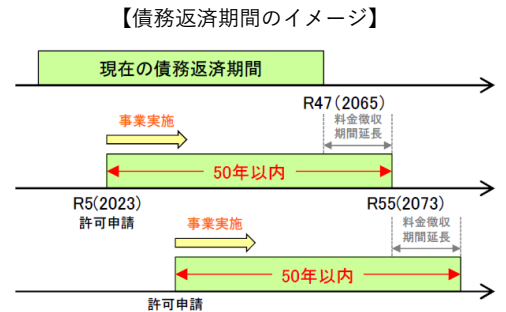 【債務返済期間のイメージ】
現在の債務返済期間
R47(2065)
事業実施
料金徴収
期間延長
50年以内
R5(2023)
許可申請
R55(2073)
事業実施
料金徴収
期間延長
50年以内
許可申請